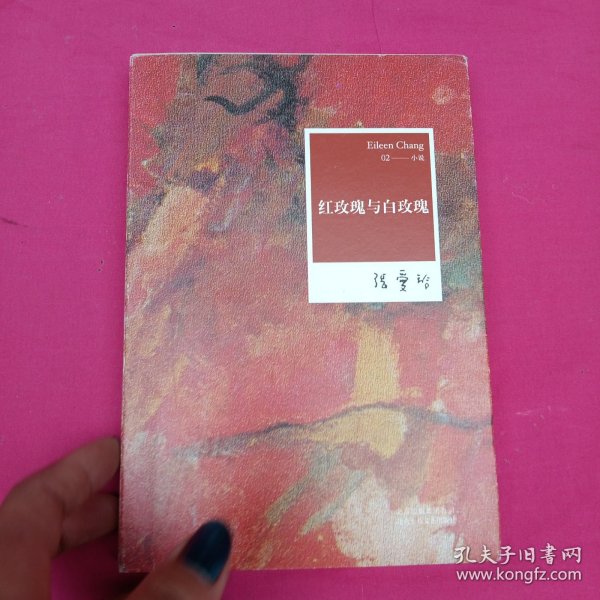 Eileen Chang
02 — 小说
红玫瑰与白玫瑰
張愛玲
孔夫子旧书网
www.kongfz.com